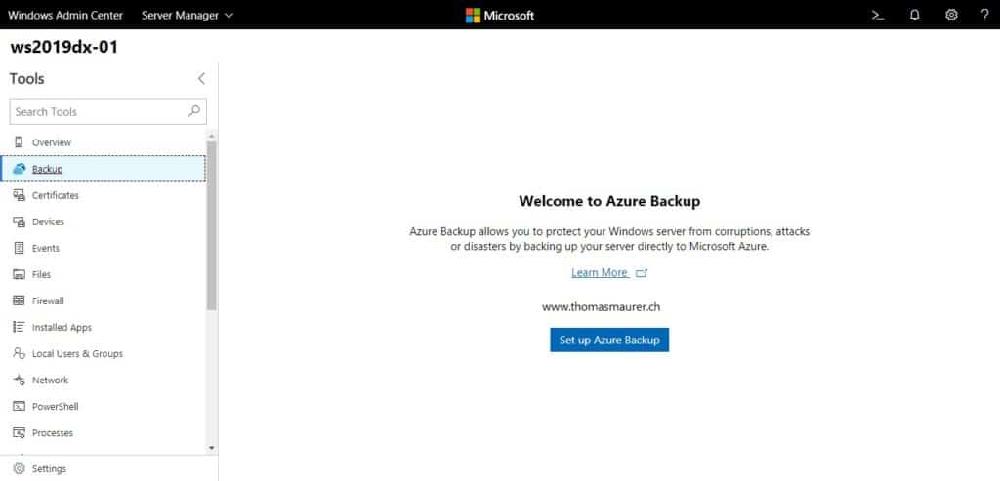 Windows Admin Center
Server Manager
Microsoft
>_
?
ws2019dx-01
Tools
Search Tools
Overview
Backup
Certificates
Devices
Events
Files
Firewall
Installed Apps
Local Users & Groups
Network
PowerShell
Processes
Settings
Welcome to Azure Backup
Azure Backup allows you to protect your Windows server from corruptions, attacks
or disasters by backing up your server directly to Microsoft Azure.
Learn More
www.thomasmaurer.ch
Set up Azure Backup